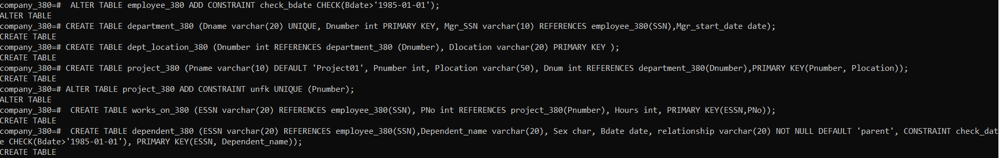 company_380=#  ALTER TABLE employee_380 ADD CONSTRAINT check_bdate CHECK(Bdate>'1985-01-01');
ALTER TABLE
company_380=# CREATE TABLE department_380 (Dname varchar(20) UNIQUE, Dnumber int PRIMARY KEY, Mgr_SSN varchar(10) REFERENCES employee_380(SSN),Mgr_start_date date);
CREATE TABLE
company_380=# CREATE TABLE dept_location_380 (Dnumber int REFERENCES department_380 (Dnumber), Dlocation varchar(20) PRIMARY KEY );
CREATE TABLE
company_380=# CREATE TABLE project_380 (Pname varchar(10) DEFAULT 'Project01', Pnumber int, Plocation varchar(50), Dnum int REFERENCES department_380(Dnumber),PRIMARY KEY(Pnumber, Plocation));
CREATE TABLE
company_380=# ALTER TABLE project_380 ADD CONSTRAINT unfk UNIQUE (Pnumber);
ALTER TABLE
company_380=#  CREATE TABLE works_on_380 (ESSN varchar(20) REFERENCES employee_380(SSN), PNo int REFERENCES project_380(Pnumber), Hours int, PRIMARY KEY(ESSN,PNo));
CREATE TABLE
company_380=#  CREATE TABLE dependent_380 (ESSN varchar(20) REFERENCES employee_380(SSN),Dependent_name varchar(20), Sex char, Bdate date, relationship varchar(20) NOT NULL DEFAULT 'parent', CONSTRAINT check_dat
e CHECK(Bdate>'1985-01-01'), PRIMARY KEY(ESSN, Dependent_name));
CREATE TABLE